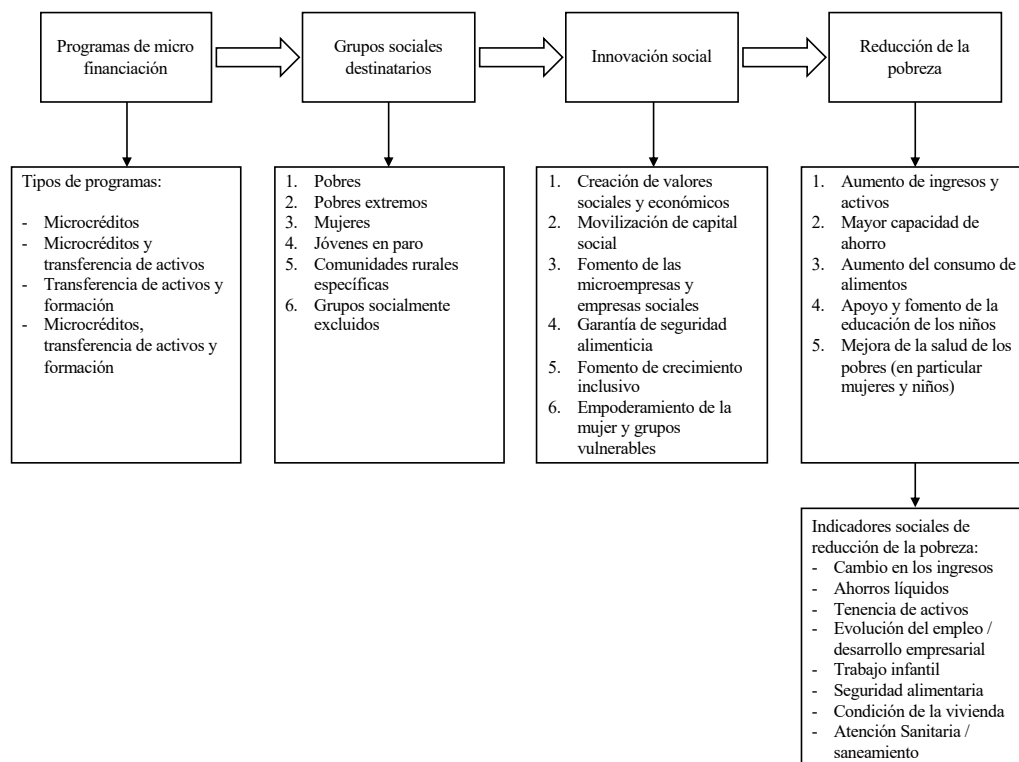 Programas de micro
financiación
Grupos sociales
destinatarios
Innovación social
Reducción de la
pobreza
Tipos de programas:
- Microcréditos
- Microcréditos y
transferencia de activos
- Transferencia de activos y
formación
- Microcréditos,
transferencia de activos y
formación
1. Pobres
2. Pobres extremos
3. Mujeres
4. Jóvenes en paro
5. Comunidades rurales
específicas
6. Grupos socialmente
excluidos
1. Creación de valores
sociales y económicos
2. Movilización de capital
social
3. Fomento de las
microempresas y
empresas sociales
4. Garantía de seguridad
alimenticia
5. Fomento de crecimiento
inclusivo
6. Empoderamiento de la
mujer y grupos
vulnerables
1. Aumento de ingresos y
activos
2. Mayor capacidad de
ahorro
3. Aumento del consumo de
alimentos
4. Apoyo y fomento de la
educación de los niños
5. Mejora de la salud de los
pobres (en particular
mujeres y niños)
Indicadores sociales de
reducción de la pobreza:
- Cambio en los ingresos
- Ahorros líquidos
- Tenencia de activos
- Evolución del empleo /
desarrollo empresarial
- Trabajo infantil
- Seguridad alimentaria
- Condición de la vivienda
- Atención Sanitaria /
saneamiento